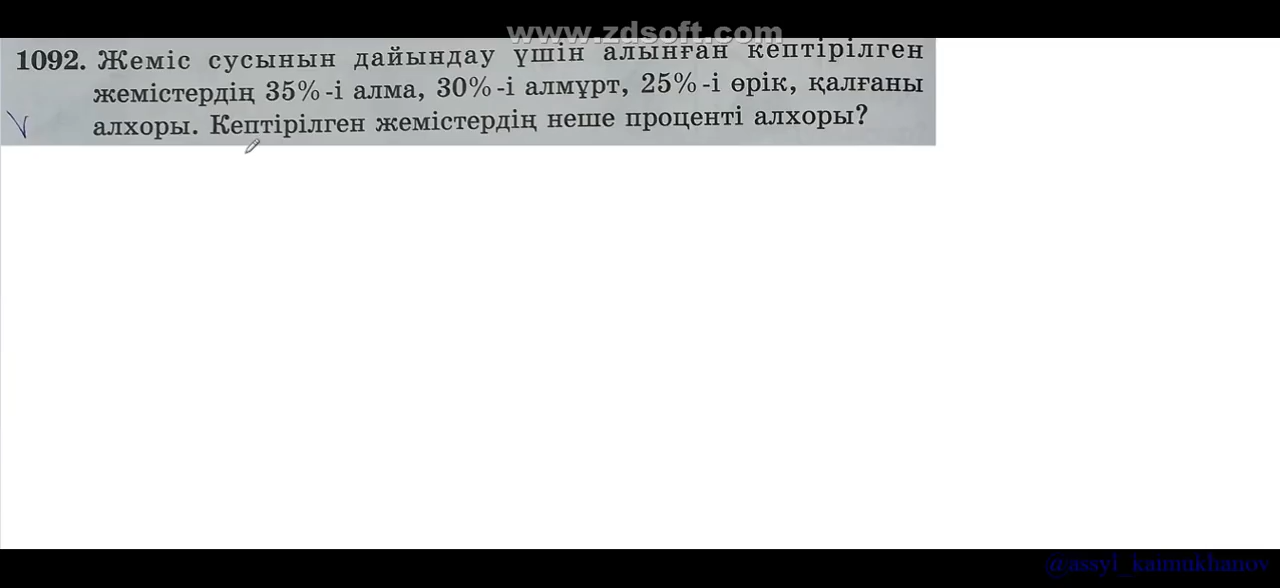 www.zdsoft.com
1092. Жеміс сусынын дайындау үшін алынған кептірілген
жемістердің 35%-і алма, 30%-і алмұрт, 25%-і өрік, қалғаны
алхоры. Кептірілген жемістердің неше проценті алхоры?
@assyl_kaimukhanov